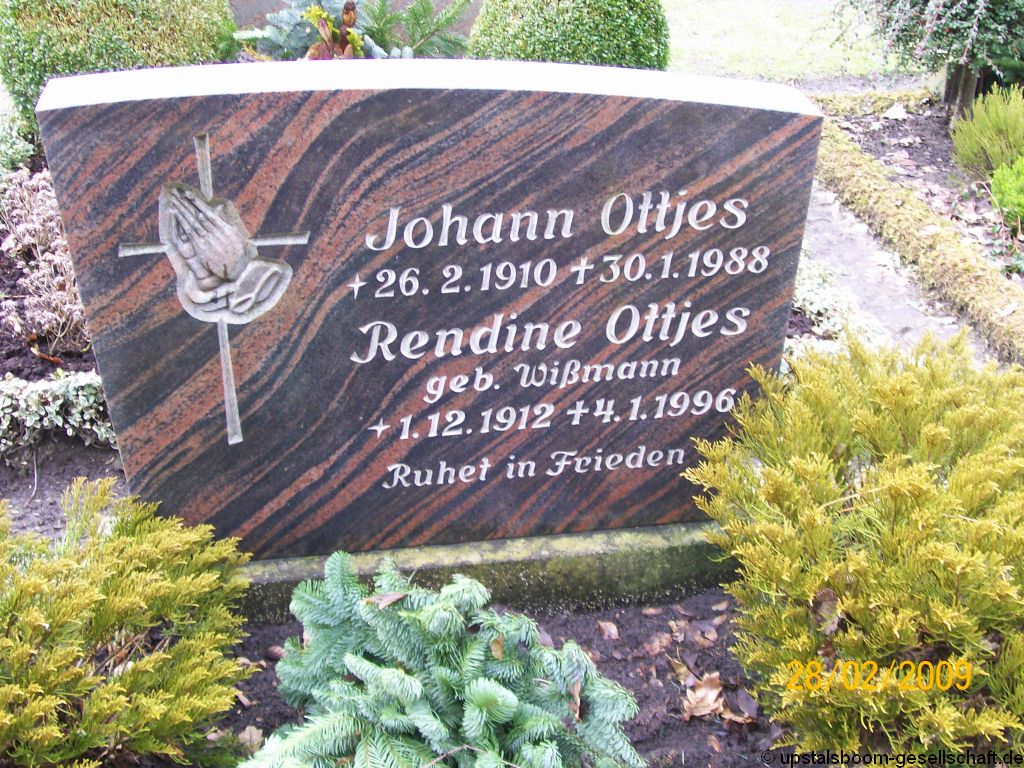 Johann Ottjes
+ 26. 2. 1910 + 30. 1. 1988
Rendine Ottjes
geb. Wißmann
+ 1. 12. 1912 + 4. 1. 1996
Ruhet in Frieden
28/02/2009
© upstalsboom-gesellschaft.de